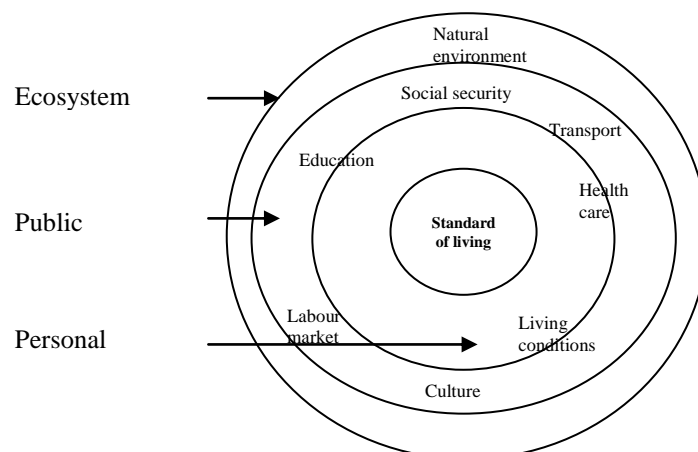 Natural
environment
Ecosystem
Social security
Transport
Education
Health
care
Public
Standard
of living
Labour
market
Personal
Living
conditions
Culture